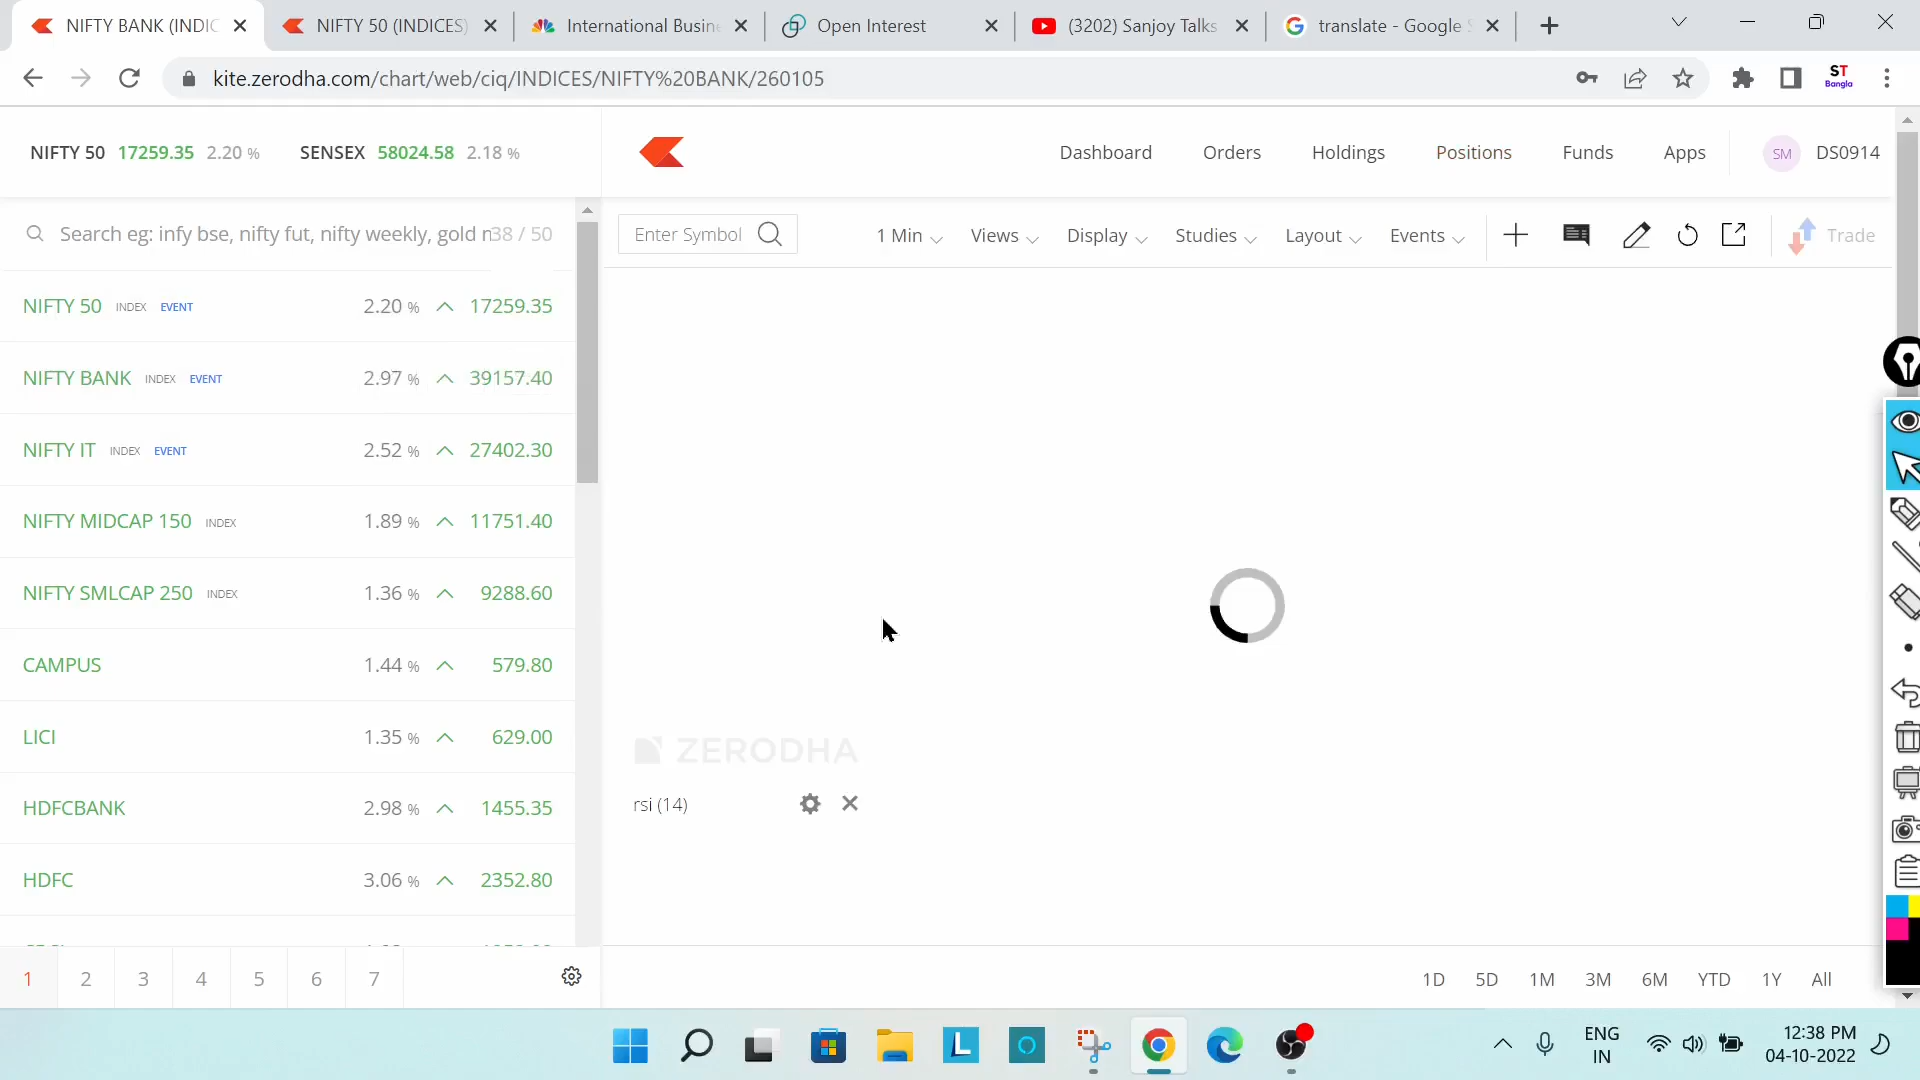 NIFTY BANK (INDIC
NIFTY 50 (INDICES)
International Busin
Open Interest
(3202) Sanjoy Talks
translate - Google S
kite.zerodha.com/chart/web/ciq/INDICES/NIFTY%20BANK/260105
ST
Bangla
NIFTY 50 17259.35 2.20 %
SENSEX 58024.58 2.18 %
Dashboard
Orders
Holdings
Positions
Funds
Apps
SM
DS0914
Search eg: infy bse, nifty fut, nifty weekly, gold
38 / 50
Enter Symbol
1 Min
Views
Display
Studies
Layout
Events
Trade
NIFTY 50 INDEX EVENT 2.20 % 17259.35
NIFTY BANK INDEX EVENT 2.97 % 39157.40
NIFTY IT INDEX EVENT 2.52 % 27402.30
NIFTY MIDCAP 150 INDEX 1.89 % 11751.40
NIFTY SMLCAP 250 INDEX 1.36 % 9288.60
CAMPUS 1.44 % 579.80
LICI 1.35 % 629.00
HDFCBANK 2.98 % 1455.35
HDFC 3.06 % 2352.80
ZERODHA
rsi (14)
1 2 3 4 5 6 7
1D 5D 1M 3M 6M YTD 1Y All
ENG
IN
12:38 PM
04-10-2022